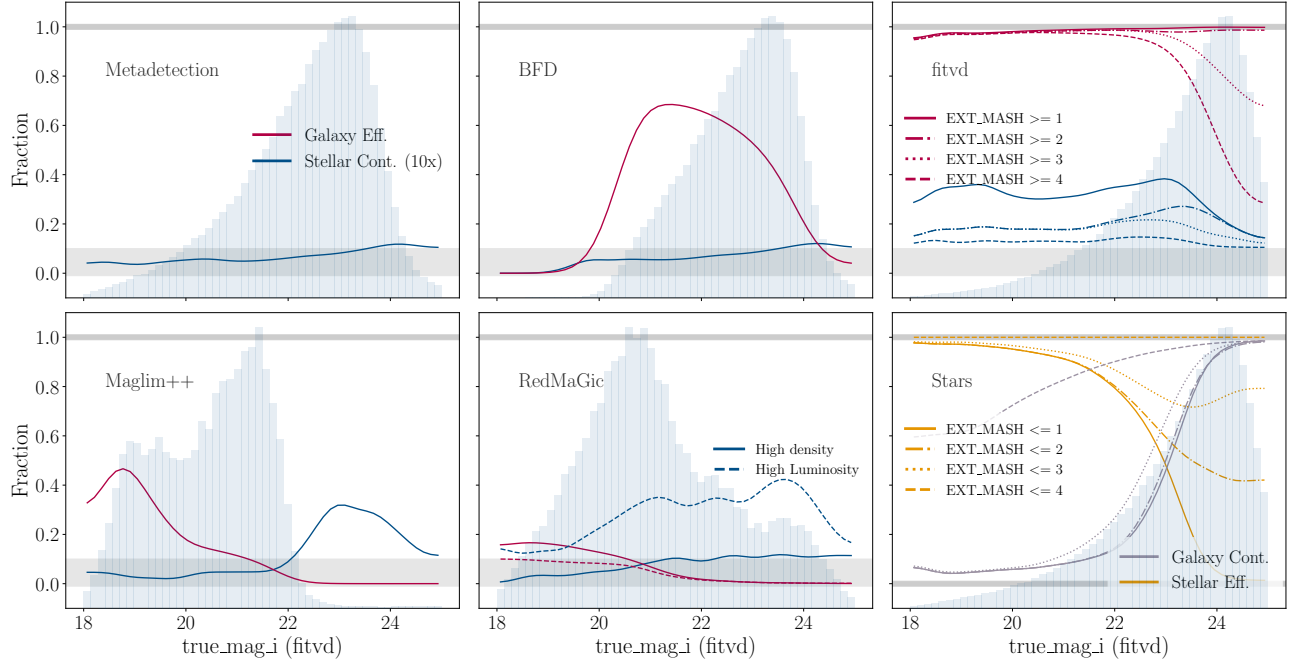 1.0
0.8
0.6
0.4
0.2
0.0
Fraction
Metadetection
Galaxy Eff.
Stellar Cont. (10x)
BFD
fitvd
EXT_MASH >= 1
EXT_MASH >= 2
EXT_MASH >= 3
EXT_MASH >= 4
1.0
0.8
0.6
0.4
0.2
0.0
Fraction
Maglim++
RedMaGic
High density
High Luminosity
Stars
EXT_MASH <= 1
EXT_MASH <= 2
EXT_MASH <= 3
EXT_MASH <= 4
Galaxy Cont.
Stellar Eff.
18 20 22 24
18 20 22 24
18 20 22 24
true_mag_i (fitvd)
true_mag_i (fitvd)
true_mag_i (fitvd)